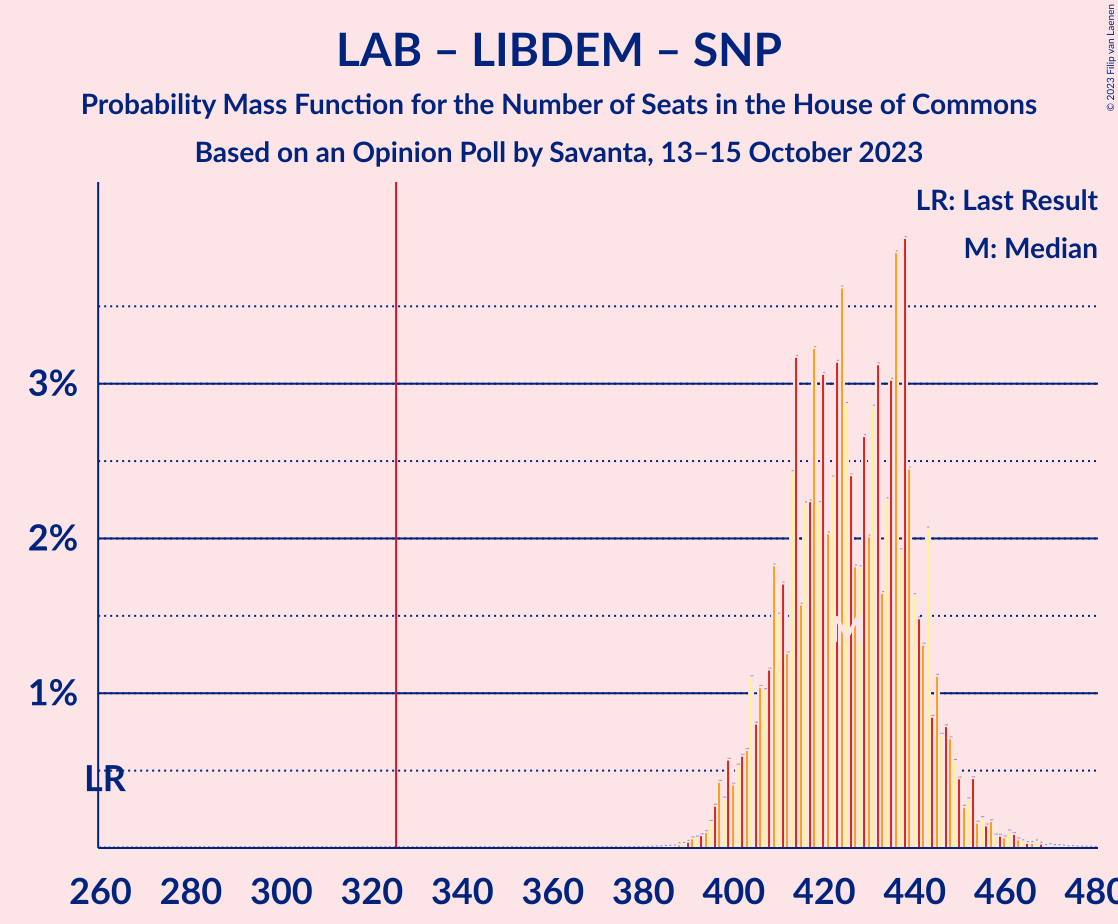 LAB – LIBDEM – SNP
Probability Mass Function for the Number of Seats in the House of Commons
Based on an Opinion Poll by Savanta, 13–15 October 2023
© 2023 Filip van Laenen
LR: Last Result
M: Median
3%
2%
1%
M
LR
260 280 300 320 340 360 380 400 420 440 460 480